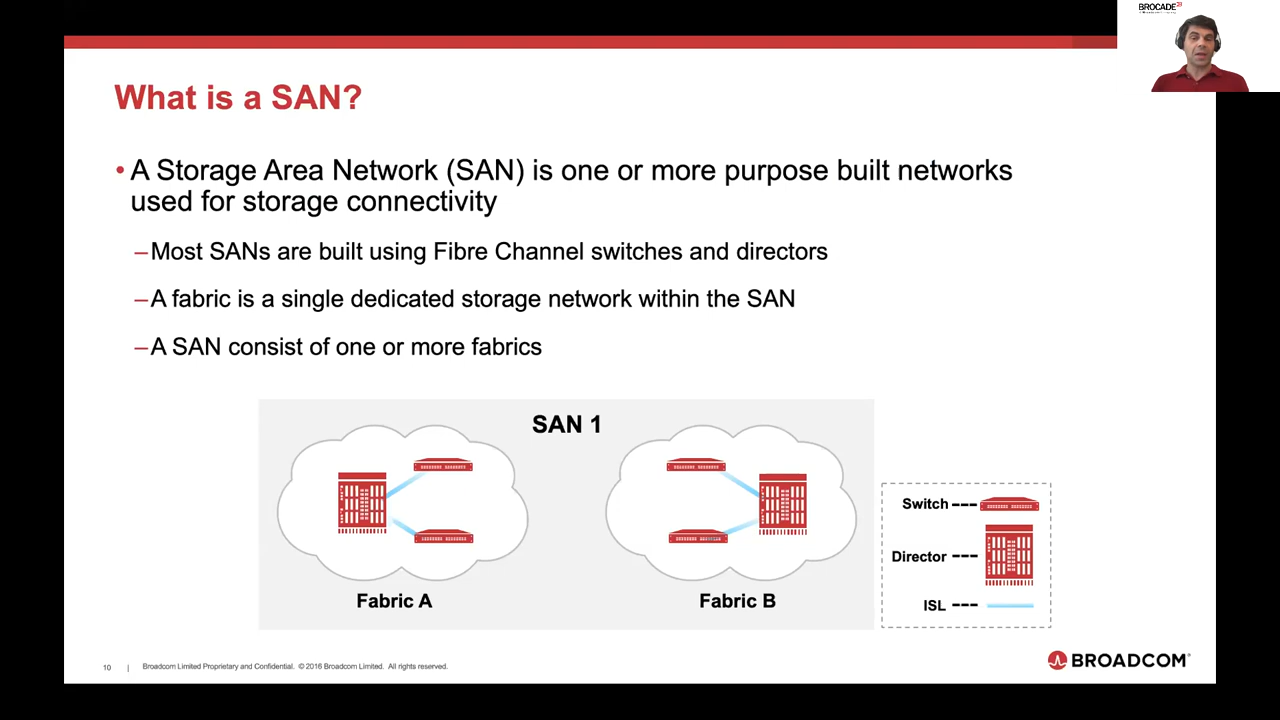 BROCADE
What is a SAN?
• A Storage Area Network (SAN) is one or more purpose built networks
used for storage connectivity
–Most SANs are built using Fibre Channel switches and directors
–A fabric is a single dedicated storage network within the SAN
–A SAN consist of one or more fabrics
SAN 1
Fabric A
Fabric B
Switch
Director
ISL
10 | Broadcom Limited Proprietary and Confidential. © 2016 Broadcom Limited. All rights reserved.
BROADCOM®